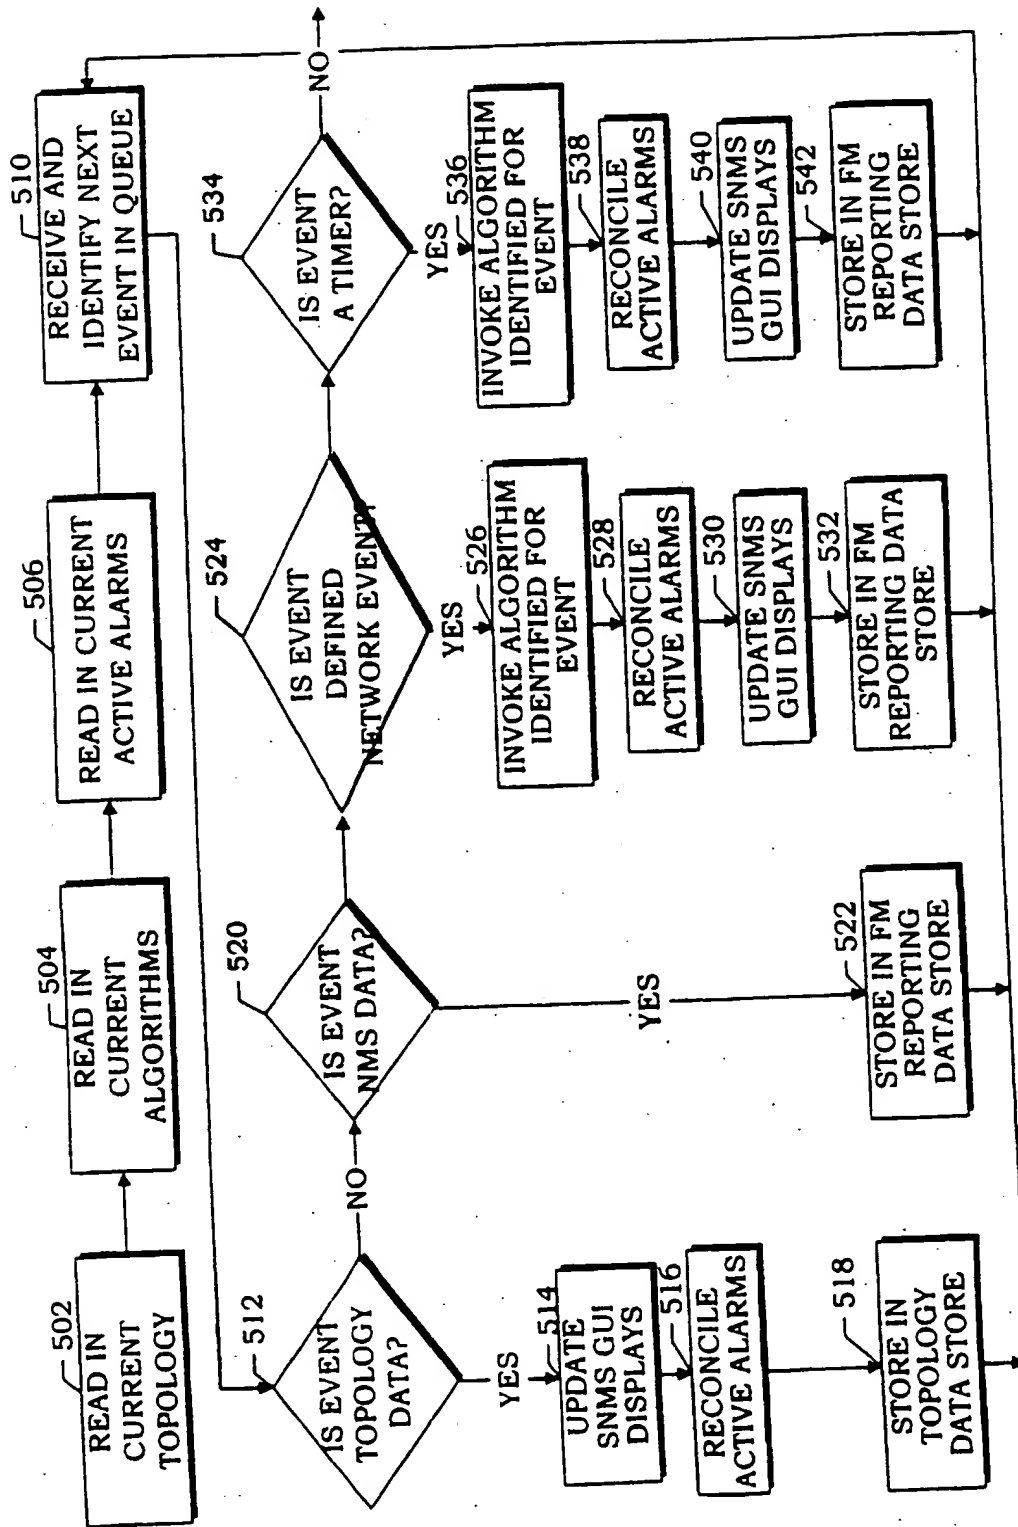 502
READ IN
CURRENT
TOPOLOGY
504
READ IN
CURRENT
ALGORITHMS
506
READ IN CURRENT
ACTIVE ALARMS
510
RECEIVE AND
IDENTIFY NEXT
EVENT IN QUEUE
512
IS EVENT
TOPOLOGY
DATA?
NO
YES
514
UPDATE
SNMS GUI
DISPLAYS
516
RECONCILE
ACTIVE ALARMS
518
STORE IN
TOPOLOGY
DATA STORE
520
IS EVENT
NMS DATA?
YES
522
STORE IN FM
REPORTING
DATA STORE
524
IS EVENT
DEFINED
NETWORK EVENT?
YES
526
INVOKE ALGORITHM
IDENTIFIED FOR
EVENT
528
RECONCILE
ACTIVE ALARMS
530
UPDATE SNMS
GUI DISPLAYS
532
STORE IN FM
REPORTING DATA
STORE
534
IS EVENT
A TIMER?
NO
YES
536
INVOKE ALGORITHM
IDENTIFIED FOR
EVENT
538
RECONCILE
ACTIVE ALARMS
540
UPDATE SNMS
GUI DISPLAYS
542
STORE IN FM
REPORTING
DATA STORE